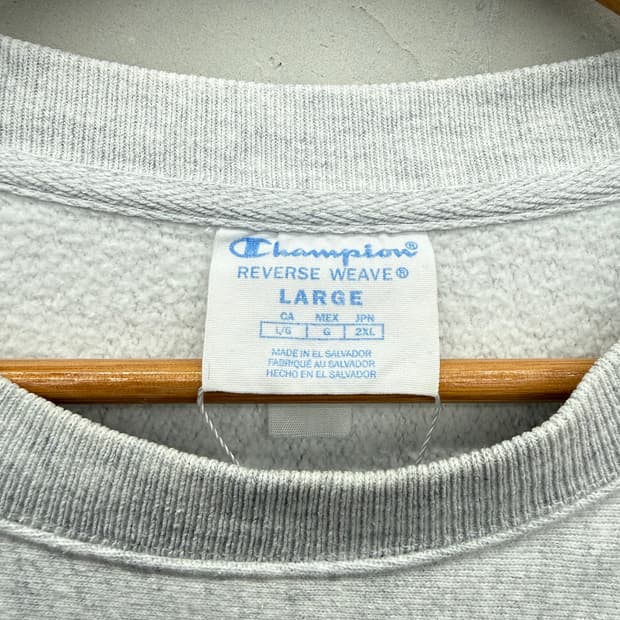 Champion®
REVERSE WEAVE®
LARGE
CA MEX JPN
L/G G 2XL
MADE IN EL SALVADOR
FABRIQUÉ AU SALVADOR
HECHO EN EL SALVADOR